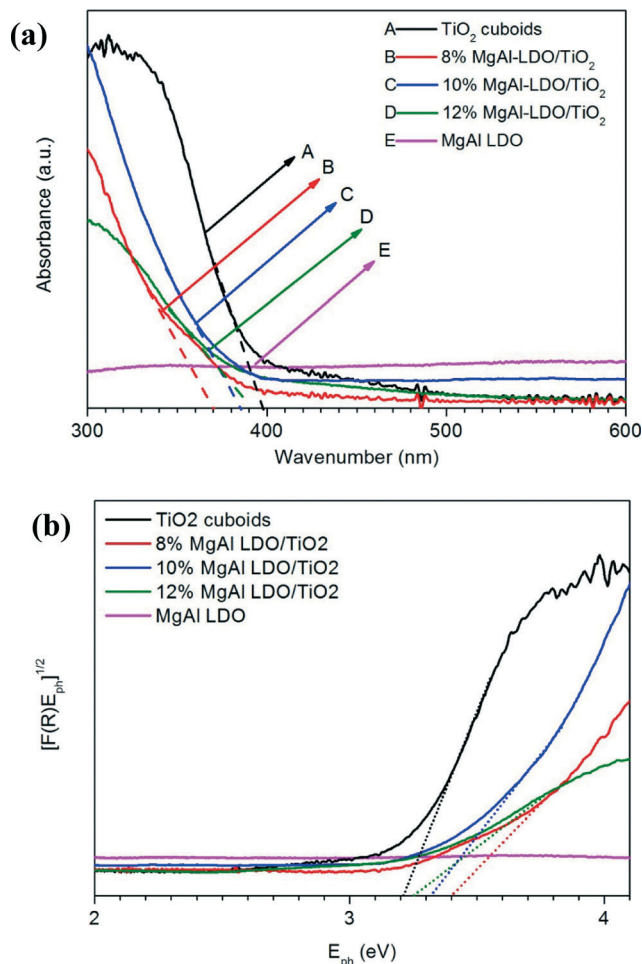 (a)
A TiO₂ cuboids
B 8% MgAl-LDO/TiO₂
C 10% MgAl-LDO/TiO₂
D 12% MgAl-LDO/TiO₂
E MgAl LDO
A
B
C
D
E
Absorbance (a.u.)
300 400 500 600
Wavenumber (nm)
(b)
TiO2 cuboids
8% MgAl LDO/TiO2
10% MgAl LDO/TiO2
12% MgAl LDO/TiO2
MgAl LDO
[F(R)E_ph]^1/2
2 3 4
E_ph (eV)